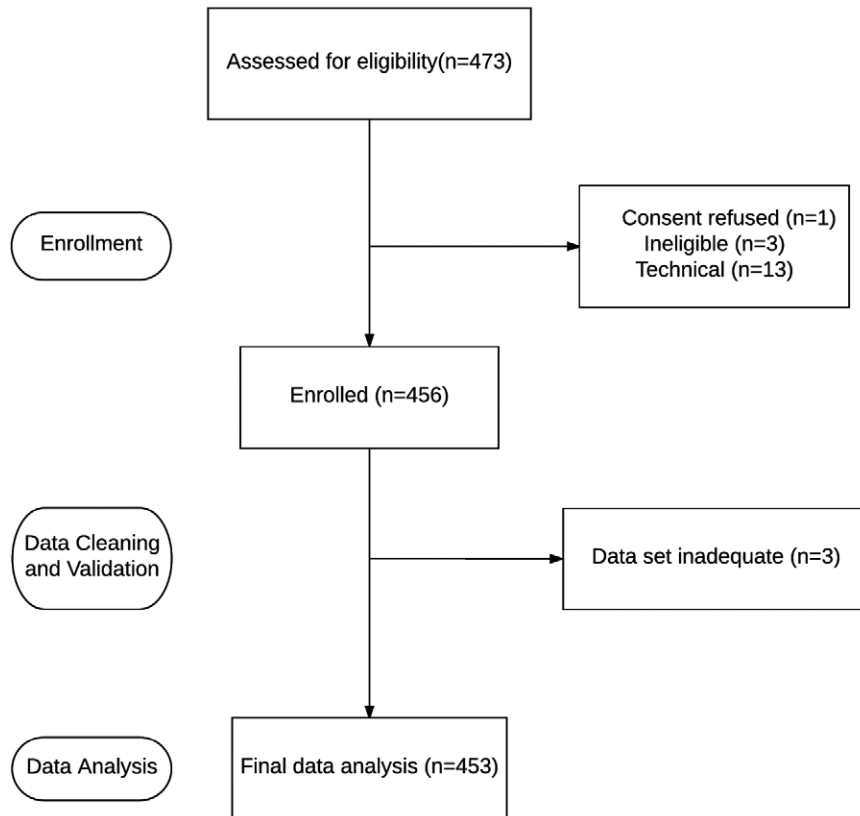 Assessed for eligibility(n=473)
Enrollment
Consent refused (n=1)
Ineligible (n=3)
Technical (n=13)
Enrolled (n=456)
Data Cleaning
and Validation
Data set inadequate (n=3)
Data Analysis
Final data analysis (n=453)